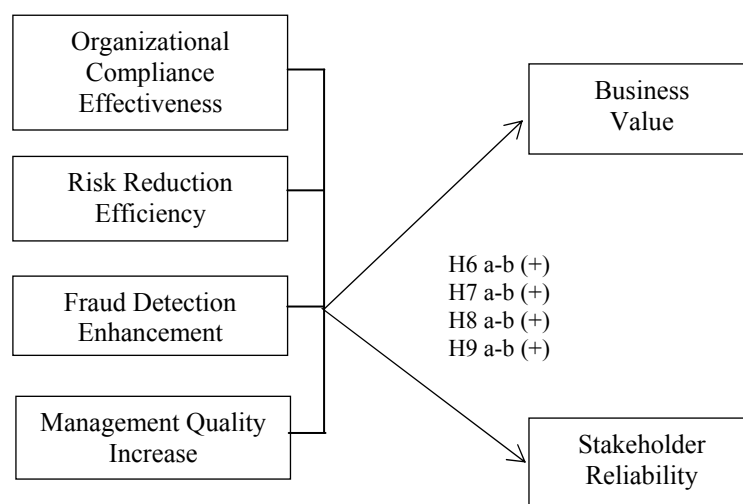 Organizational
Compliance
Effectiveness
Risk Reduction
Efficiency
Fraud Detection
Enhancement
Management Quality
Increase
Business
Value
H6 a-b (+)
H7 a-b (+)
H8 a-b (+)
H9 a-b (+)
Stakeholder
Reliability